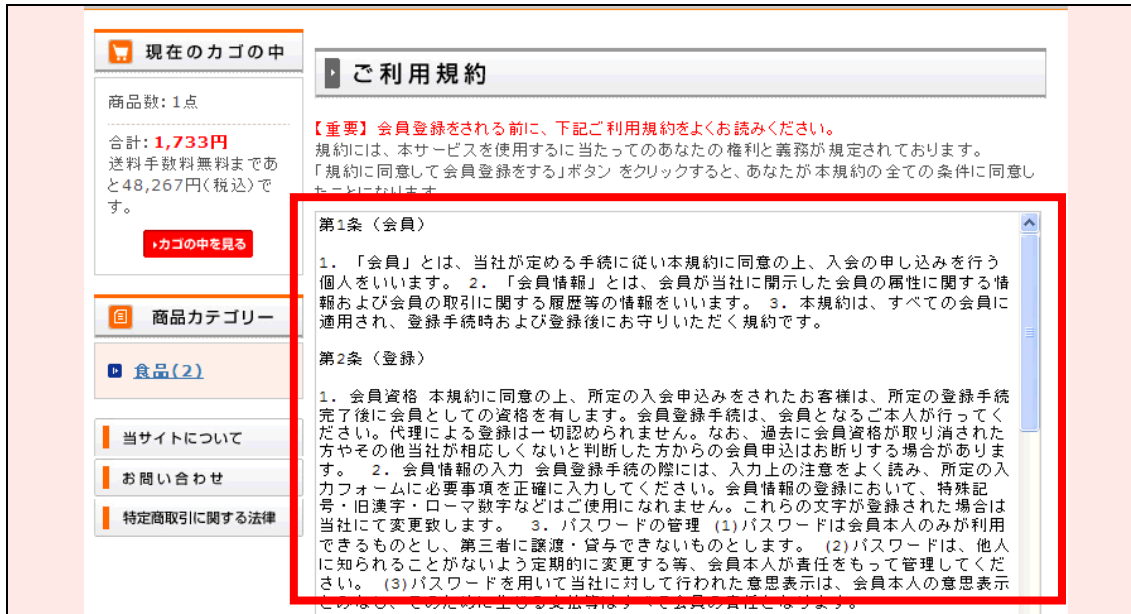 現在のカゴの中
商品数:1点
合計:1,733円
送料手数料無料まであ
と48,267円(税込)で
す。
カゴの中を見る
商品カテゴリー
食品(2)
当サイトについて
お問い合わせ
特定商取引に関する法律
ご利用規約
【重要】会員登録をされる前に、下記ご利用規約をよくお読みください。
規約には、本サービスを使用するに当たってのあなたの権利と義務が規定されております。
「規約に同意して会員登録をする」ボタン をクリックすると、あなたが本規約の全ての条件に同意し
たことになります。
第1条 (会員)
1. 「会員」とは、当社が定める手続に従い本規約に同意の上、入会の申し込みを行う
個人をいいます。 2. 「会員情報」とは、会員が当社に開示した会員の属性に関する情
報および会員の取引に関する履歴等の情報をいいます。 3. 本規約は、すべての会員に
適用され、登録手続時および登録後にお守りいただく規約です。
第2条 (登録)
1. 会員資格 本規約に同意の上、所定の入会申込みをされたお客様は、所定の登録手続
完了後に会員としての資格を有します。会員登録手続は、会員となるご本人が行ってく
ださい。代理による登録は一切認められません。なお、過去に会員資格が取り消された
方やその他当社が相応しくないと判断した方からの会員申込はお断りする場合がありま
す。 2. 会員情報の入力 会員登録手続の際には、入力上の注意をよく読み、所定の入
力フォームに必要事項を正確に入力してください。会員情報の登録において、特殊記
号・旧漢字・ローマ数字などはご使用になれません。これらの文字が登録された場合は
当社にて変更致します。 3. パスワードの管理 (1)パスワードは会員本人のみが利用
できるものとし、第三者に譲渡・貸与できないものとします。 (2)パスワードは、他人
に知られることがないよう定期的に変更する等、会員本人が責任をもって管理してくだ
さい。 (3)パスワードを用いて当社に対して行われた意思表示は、会員本人の意思表示
とみなし、そのために生じる支払等はすべて会員の責任となります。